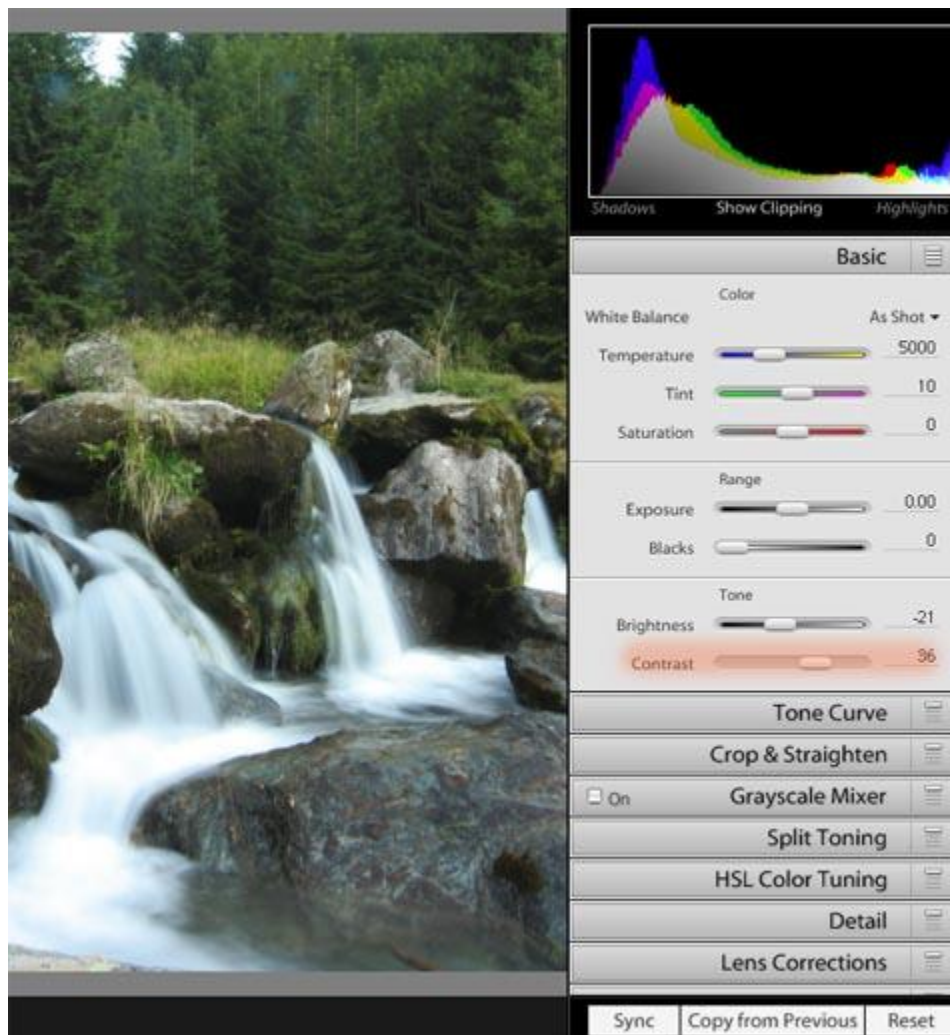 Shadows Show Clipping Highlights
Basic
Color
White Balance As Shot
Temperature 5000
Tint 10
Saturation 0
Range
Exposure 0.00
Blacks 0
Tone
Brightness -21
Contrast 36
Tone Curve
Crop & Straighten
On Grayscale Mixer
Split Toning
HSL Color Tuning
Detail
Lens Corrections
Sync Copy from Previous Reset